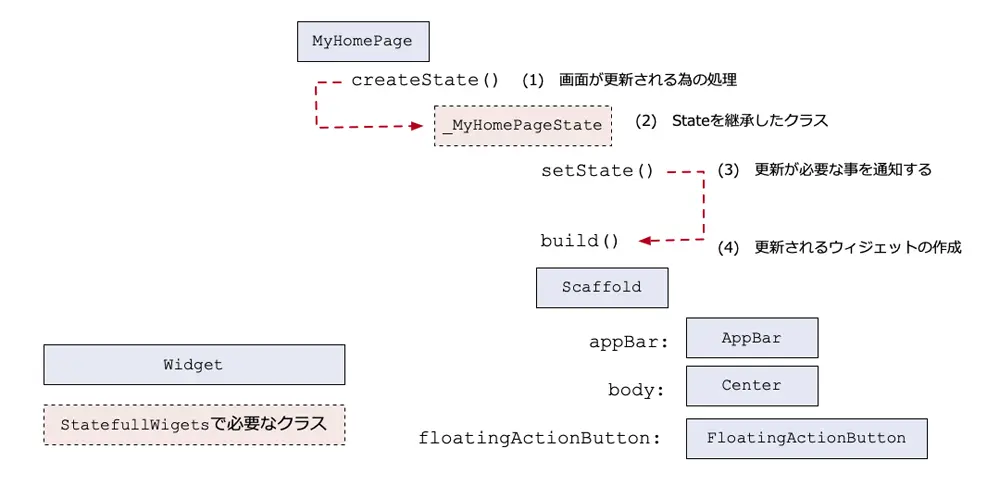 MyHomePage
createState() (1) 画面が更新される為の処理
_MyHomePageState (2) Stateを継承したクラス
setState() (3) 更新が必要な事を通知する
build() (4) 更新されるウィジェットの作成
Scaffold
appBar: AppBar
Widget
body: Center
StatefullWigetsで必要なクラス
floatingActionButton: FloatingActionButton